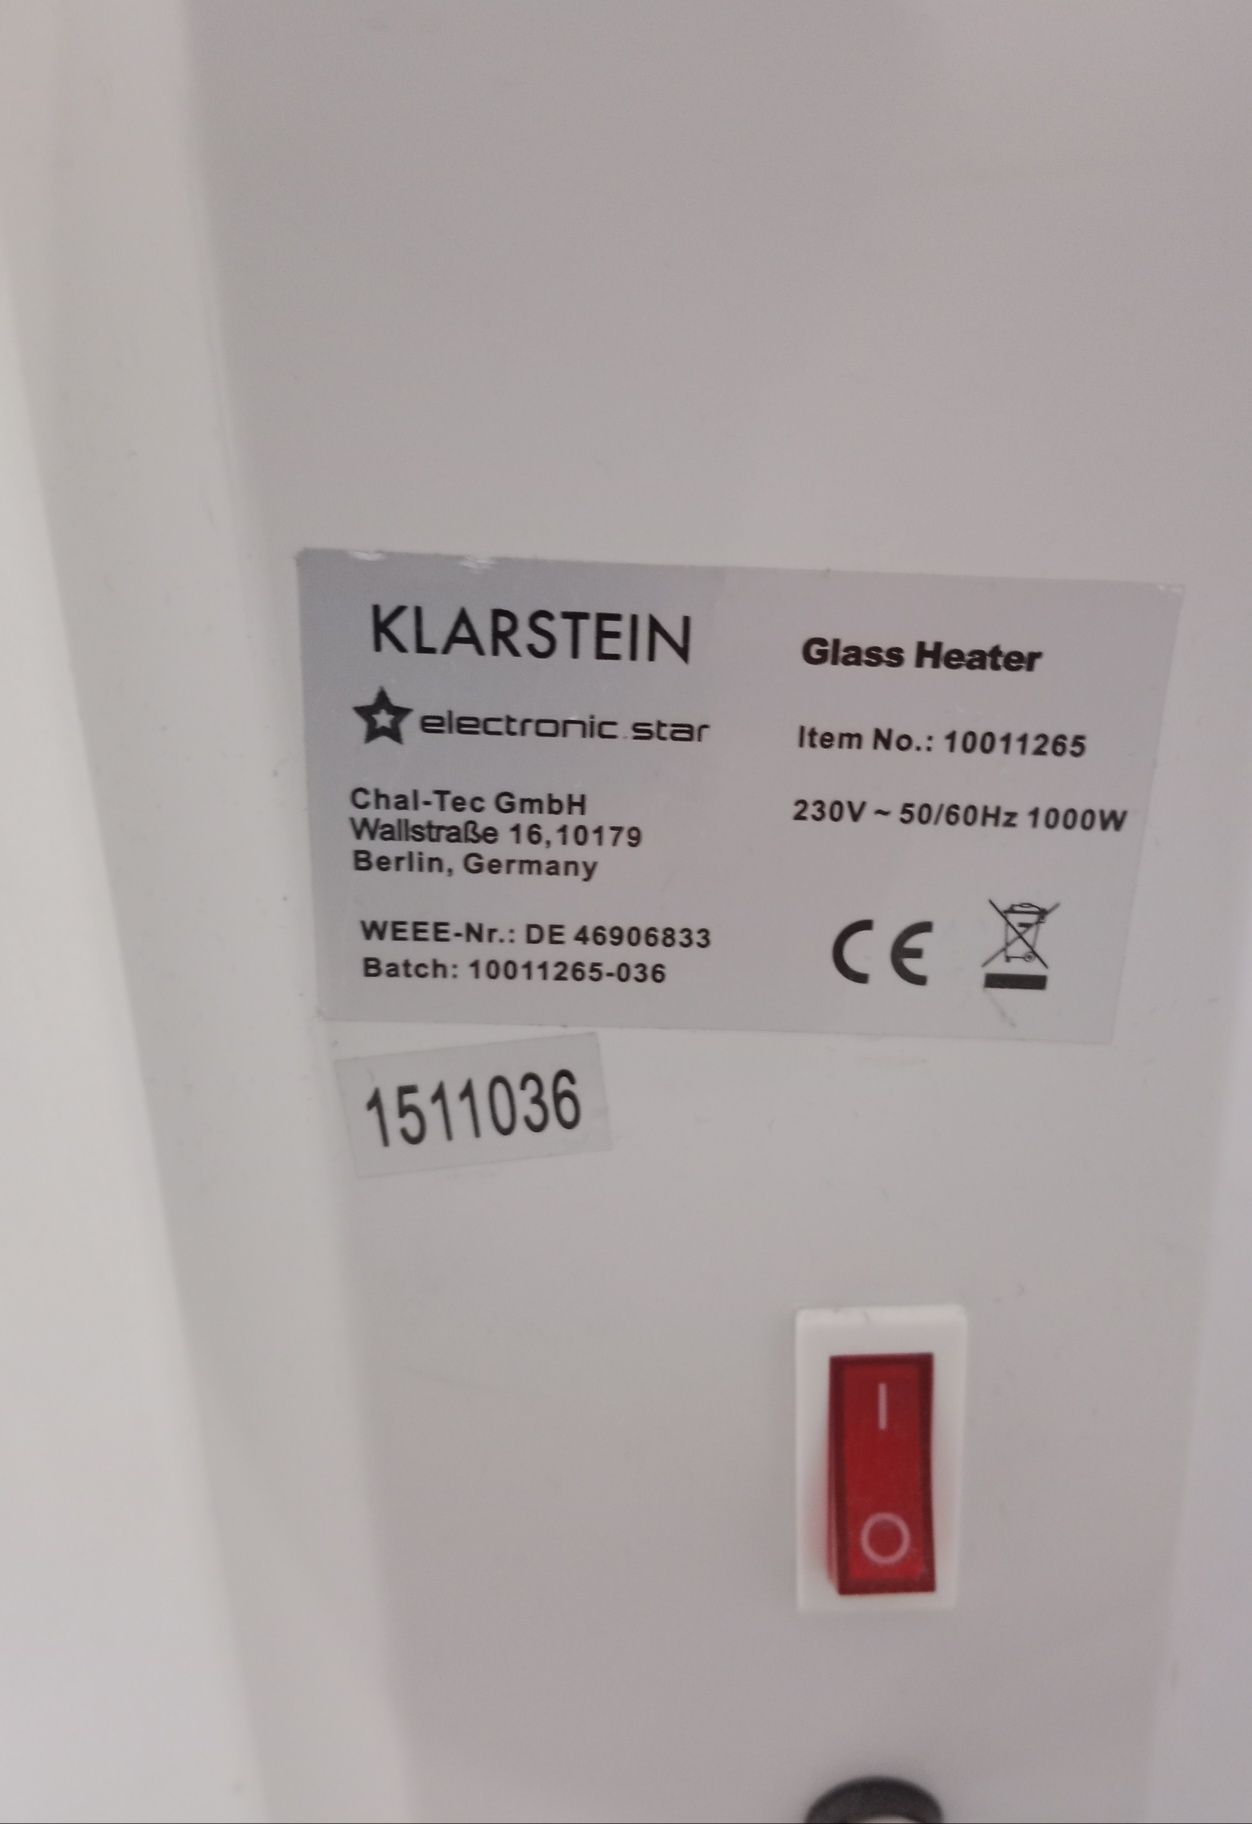 KLARSTEIN
electronic.star
Chal-Tec GmbH
Wallstraße 16,10179
Berlin, Germany
WEEE-Nr.: DE 46906833
Batch: 10011265-036
Glass Heater
Item No.: 10011265
230V ~ 50/60Hz 1000W
CE
1511036
I
O